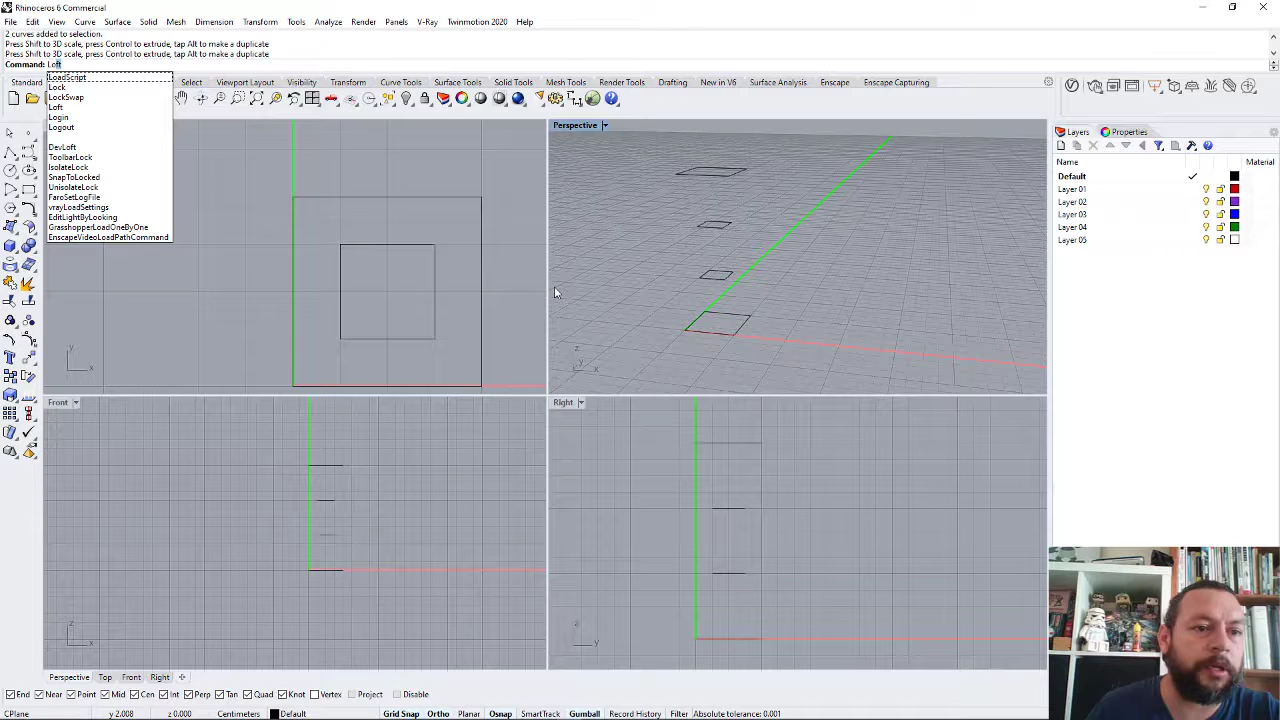 Rhinoceros 6 Commercial
File Edit View Curve Surface Solid Mesh Dimension Transform Tools Analyze Render Panels V-Ray Twinmotion 2020 Help
2 curves added to selection.
Press Shift to 3D scale, press Control to extrude, tap Alt to make a duplicate
Press Shift to 3D scale, press Control to extrude, tap Alt to make a duplicate
Command: Loft
Standard Select Viewport Layout Visibility Transform Curve Tools Surface Tools Solid Tools Mesh Tools Render Tools Drafting New in V6 Enscape Enscape Capturing
LoadScript
Lock
LockSwap
Loft
Login
Logout
DevLoft
ToolbarLock
IsolateLock
SnapToLocked
UnisolateLock
FaroSetLogFile
vrayLoadSettings
EditLightByLooking
GrasshopperLoadOneByOne
EnscapeVideoLoadPathCommand
Perspective
Layers Properties
Name Material
Default
Layer 01
Layer 02
Layer 03
Layer 04
Layer 05
y
x
z
y
x
Front
Right
z
x
z
y
Perspective Top Front Right
End Near Point Mid Cen Int Perp Tan Quad Knot Vertex Project Disable
CPlane y 2.008 z 0.000 Centimeters Default Grid Snap Ortho Planar Osnap SmartTrack Gumball Record History Filter Absolute tolerance: 0.001